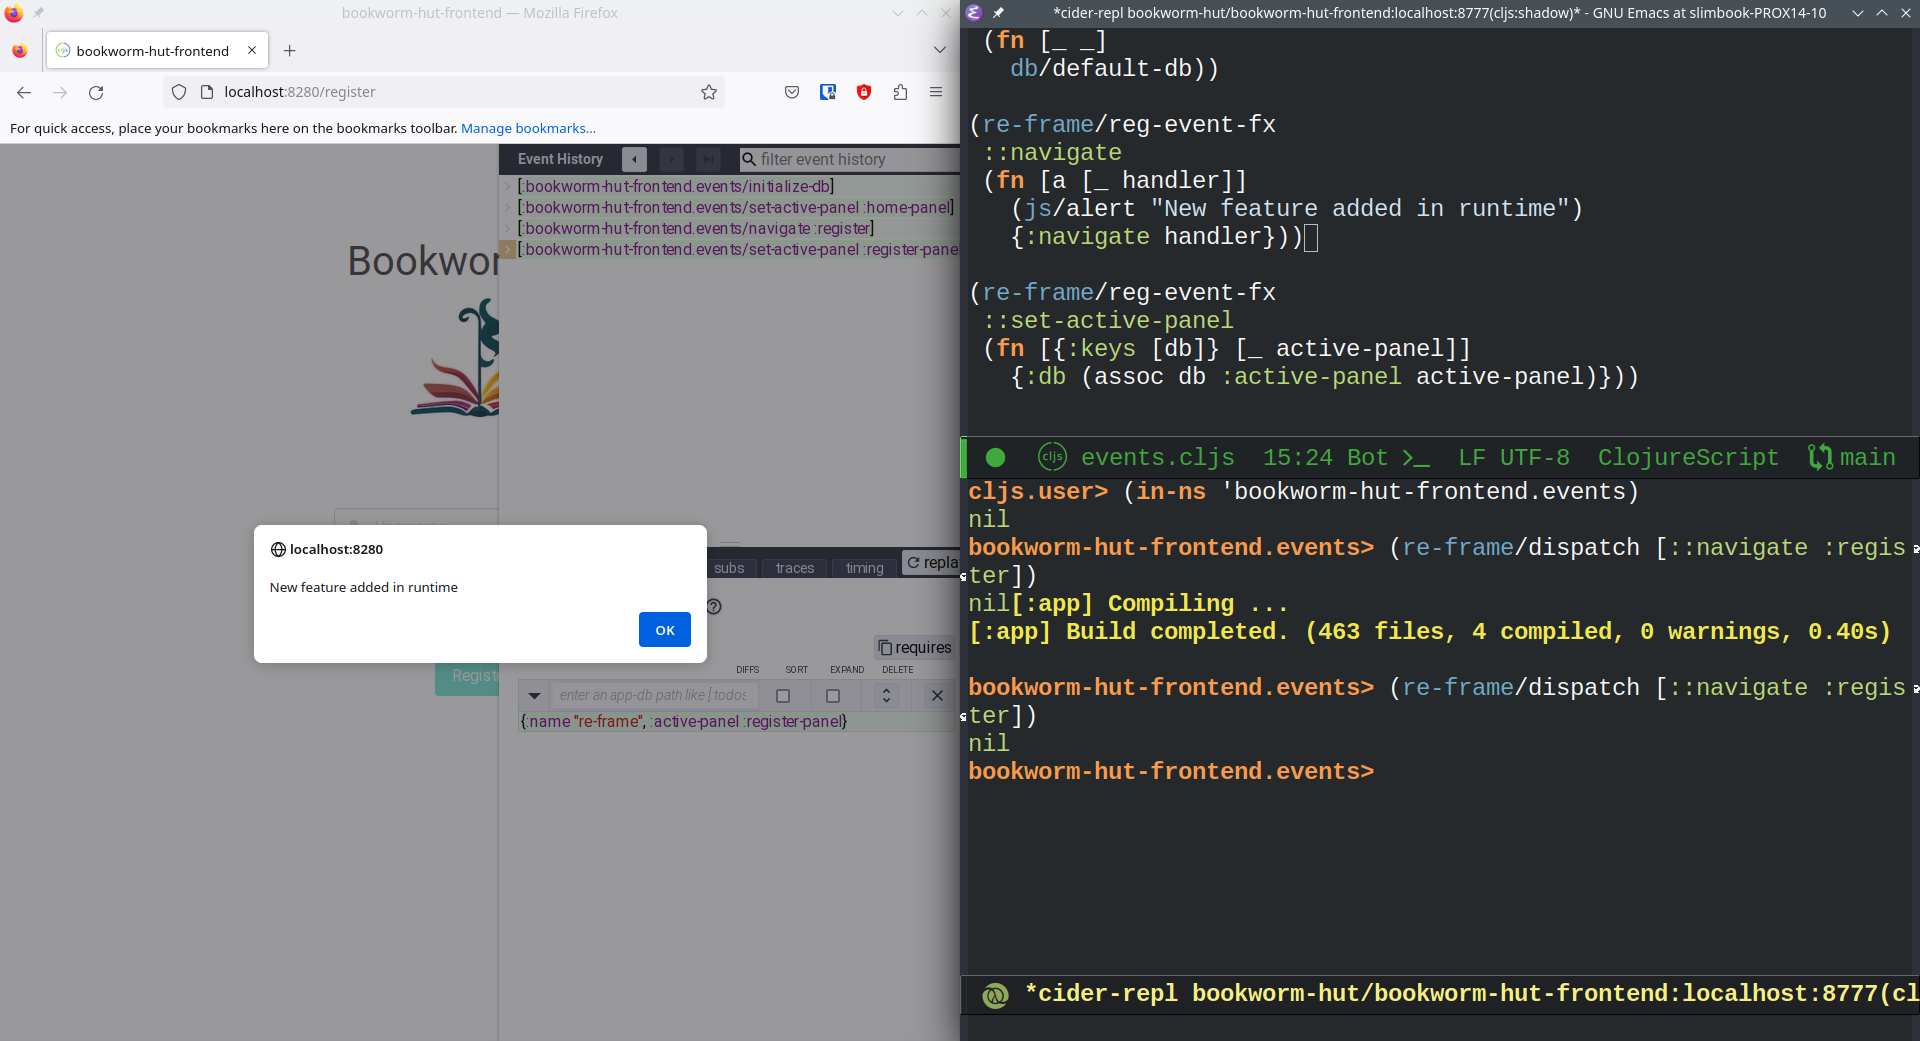 bookworm-hut-frontend — Mozilla Firefox
bookworm-hut-frontend
localhost:8280/register
For quick access, place your bookmarks here on the bookmarks toolbar. Manage bookmarks...
Event History
filter event history
[:bookworm-hut-frontend.events/initialize-db]
[:bookworm-hut-frontend.events/set-active-panel :home-panel]
[:bookworm-hut-frontend.events/navigate :register]
[:bookworm-hut-frontend.events/set-active-panel :register-pane
Bookwor
localhost:8280
New feature added in runtime
OK
Registe
subs
traces
timing
repla
requires
DIFFS
SORT
EXPAND
DELETE
enter an app-db path like [:todos
{:name "re-frame", :active-panel :register-panel}
*cider-repl bookworm-hut/bookworm-hut-frontend:localhost:8777(cljs:shadow)* - GNU Emacs at slimbook-PROX14-10
(fn [_ _]
db/default-db))
(re-frame/reg-event-fx
::navigate
(fn [a [_ handler]]
(js/alert "New feature added in runtime")
{:navigate handler}))
(re-frame/reg-event-fx
::set-active-panel
(fn [{:keys [db]} [_ active-panel]]
{:db (assoc db :active-panel active-panel)}))
cljs events.cljs 15:24 Bot >_ LF UTF-8 ClojureScript main
cljs.user> (in-ns 'bookworm-hut-frontend.events)
nil
bookworm-hut-frontend.events> (re-frame/dispatch [::navigate :regis
ter])
nil[:app] Compiling ...
[:app] Build completed. (463 files, 4 compiled, 0 warnings, 0.40s)
bookworm-hut-frontend.events> (re-frame/dispatch [::navigate :regis
ter])
nil
bookworm-hut-frontend.events>
*cider-repl bookworm-hut/bookworm-hut-frontend:localhost:8777(cl